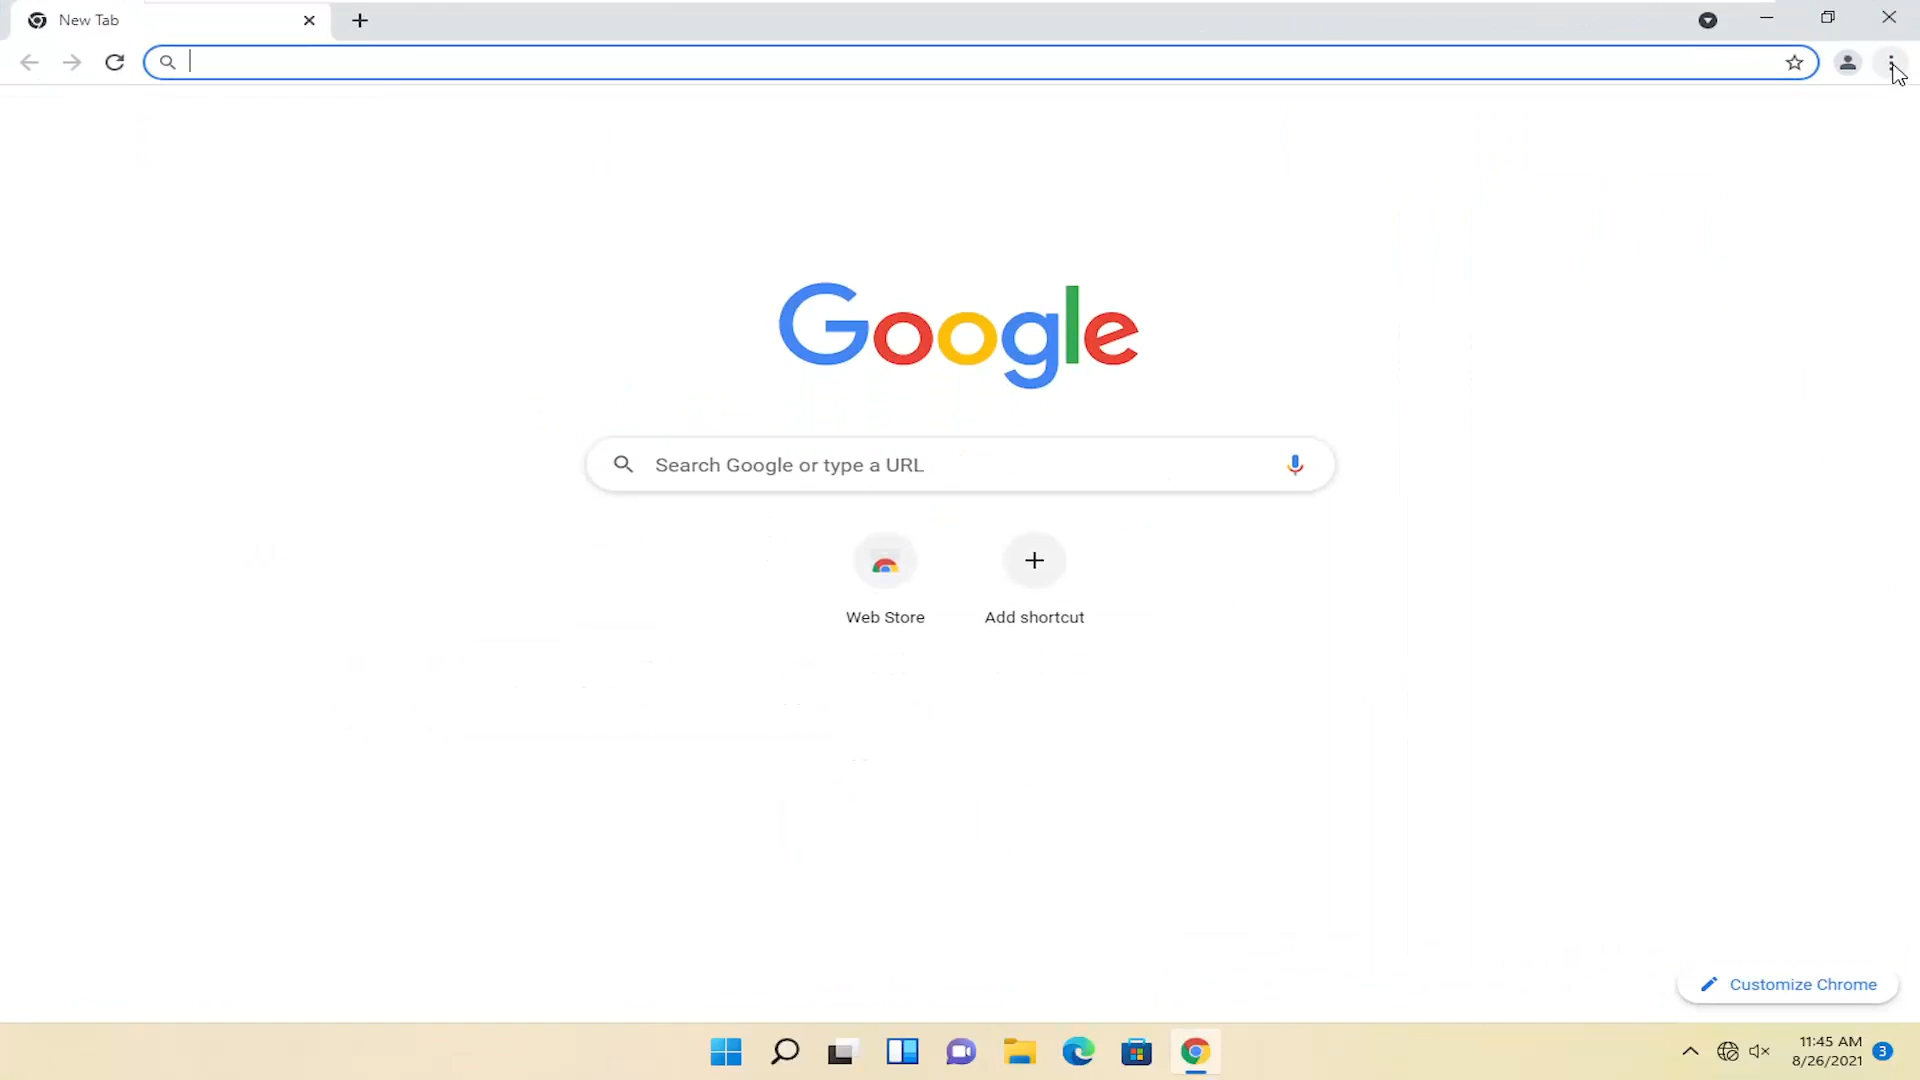 New Tab
Google
Search Google or type a URL
Web Store
Add shortcut
Customize Chrome
11:45 AM
8/26/2021
3